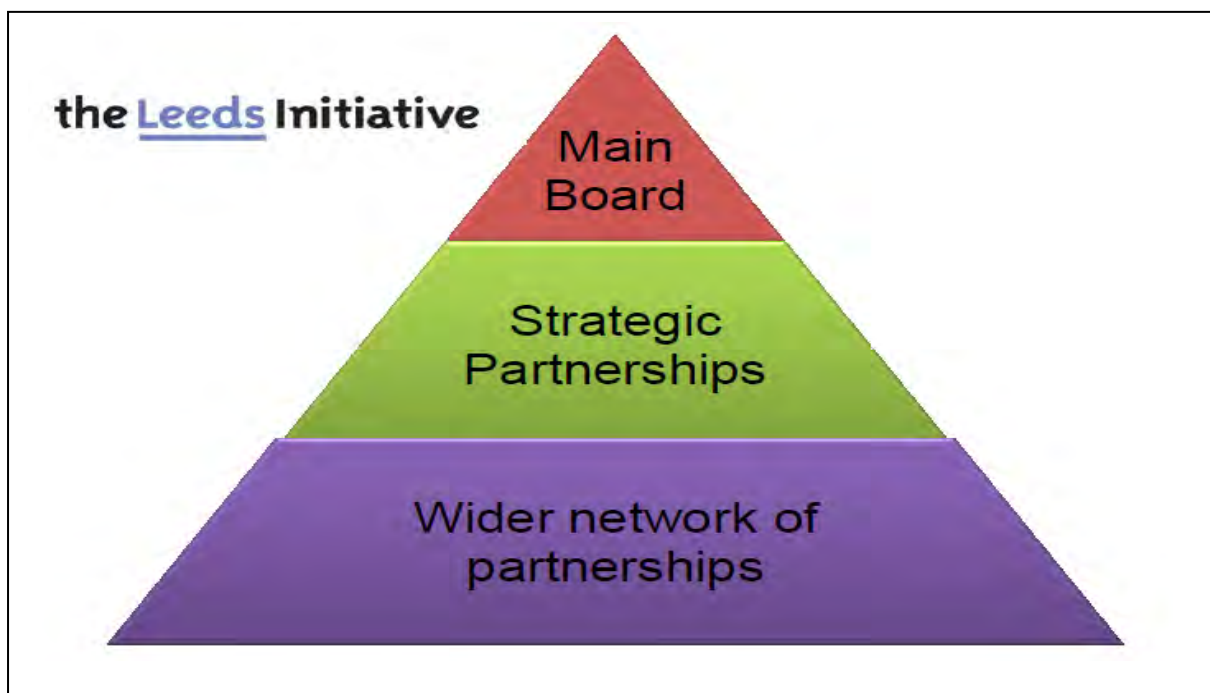 the Leeds Initiative
Main
Board
Strategic
Partnerships
Wider network of
partnerships